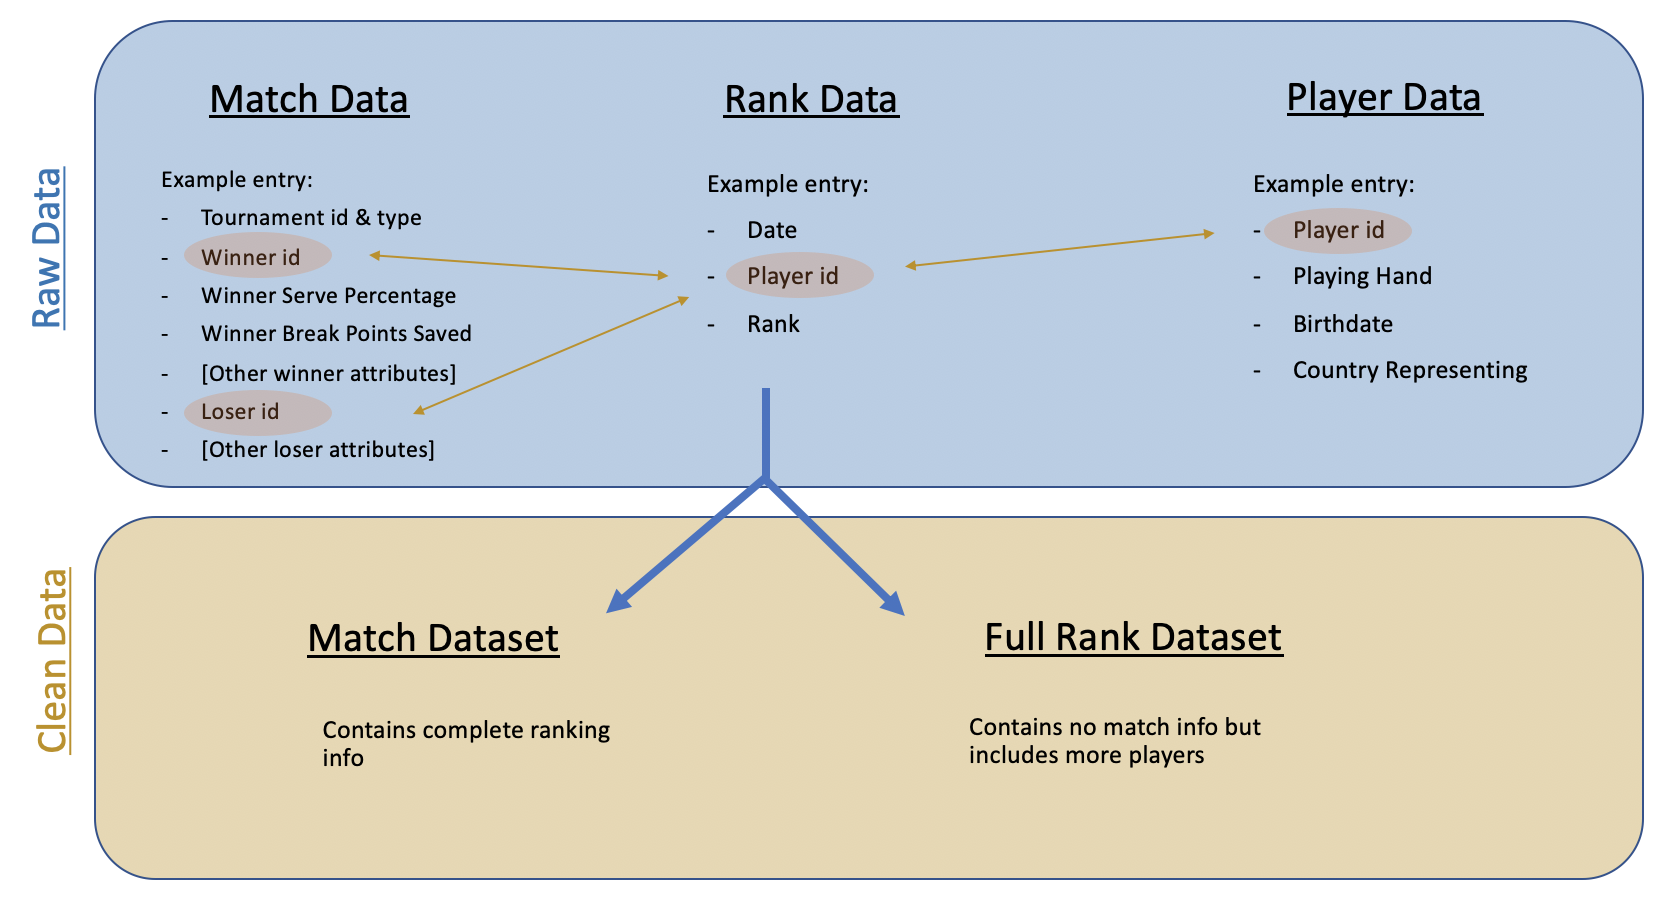 Raw Data
Match Data
Example entry:
- Tournament id & type
- Winner id
- Winner Serve Percentage
- Winner Break Points Saved
- [Other winner attributes]
- Loser id
- [Other loser attributes]
Rank Data
Example entry:
- Date
- Player id
- Rank
Player Data
Example entry:
- Player id
- Playing Hand
- Birthdate
- Country Representing
Clean Data
Match Dataset
Contains complete ranking
info
Full Rank Dataset
Contains no match info but
includes more players